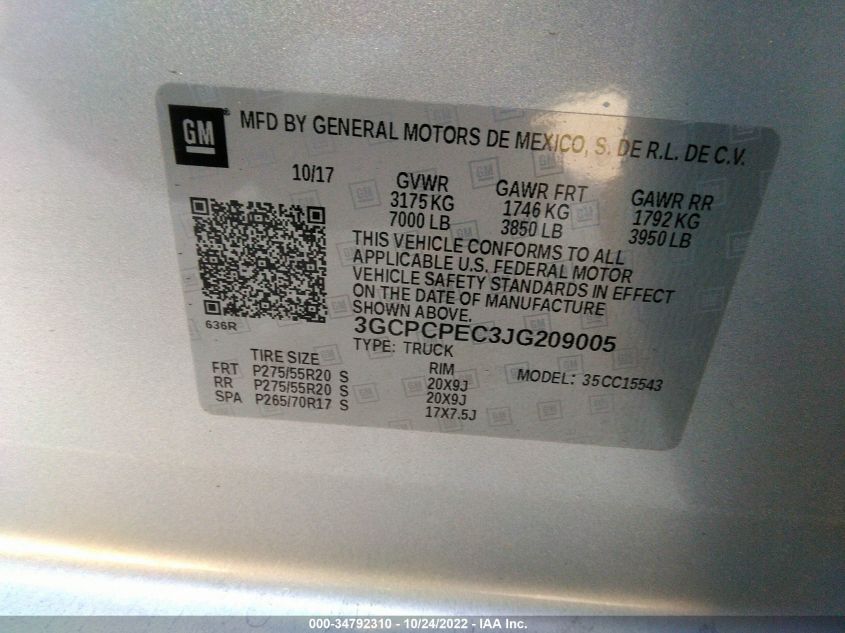 GM ® MFD BY GENERAL MOTORS DE MEXICO, S. DE R.L. DE C.V.
10/17 GVWR GAWR FRT GAWR RR
3175 KG 1746 KG 1792 KG
7000 LB 3850 LB 3950 LB
THIS VEHICLE CONFORMS TO ALL
APPLICABLE U.S. FEDERAL MOTOR
VEHICLE SAFETY STANDARDS IN EFFECT
ON THE DATE OF MANUFACTURE
SHOWN ABOVE.
636R
3GCPCPEC3JG209005
TYPE: TRUCK
TIRE SIZE RIM MODEL: 35CC15543
FRT P275/55R20 S 20X9J
RR P275/55R20 S 20X9J
SPA P265/70R17 S 17X7.5J
000-34792310 - 10/24/2022 - IAA Inc.